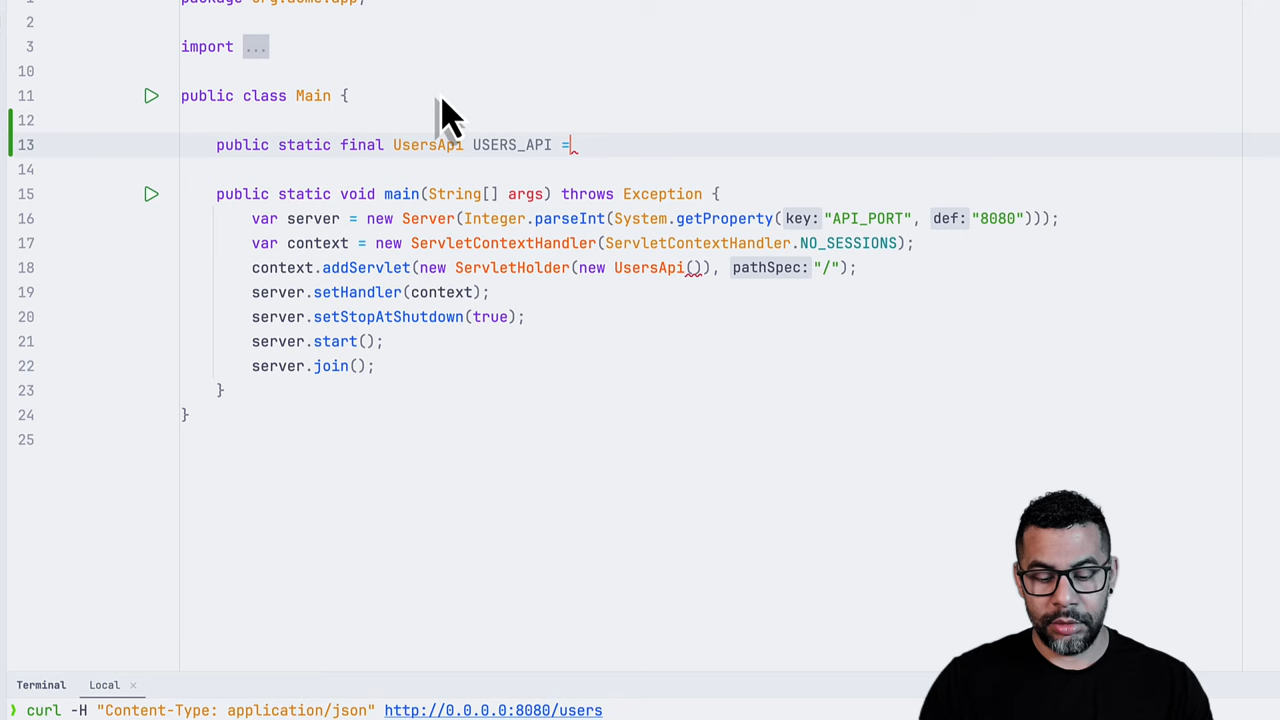 package org.acme.app;
2
3 import ...
10
11 public class Main {
12
13 public static final UsersApi USERS_API =
14
15 public static void main(String[] args) throws Exception {
16 var server = new Server(Integer.parseInt(System.getProperty( key: "API_PORT", def: "8080")));
17 var context = new ServletContextHandler(ServletContextHandler.NO_SESSIONS);
18 context.addServlet(new ServletHolder(new UsersApi()), pathSpec: "/");
19 server.setHandler(context);
20 server.setStopAtShutdown(true);
21 server.start();
22 server.join();
23 }
24 }
25
Terminal Local ×
❯ curl -H "Content-Type: application/json" http://0.0.0.0:8080/users